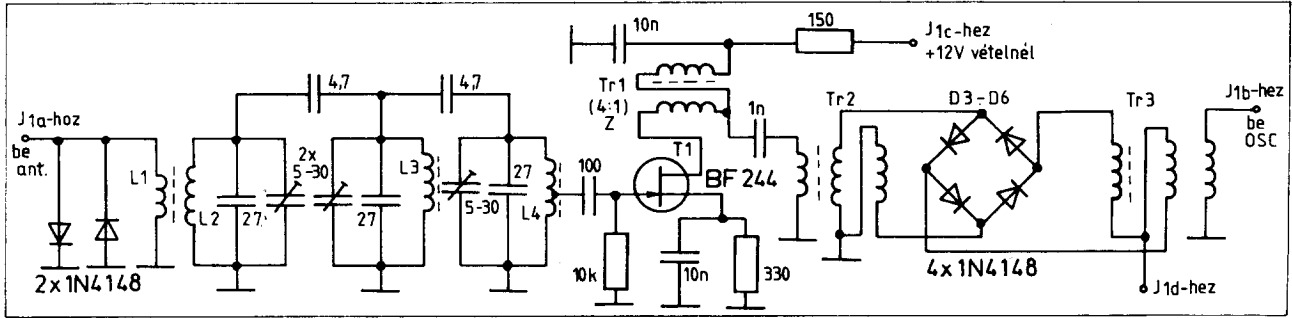 10n
150
J1c-hez
+12V vételnél
4,7
4,7
Tr1
(4:1)
Z
1n
Tr2
D3-D6
Tr3
J1b-hez
be
OSC
J1a-hoz
be
ant.
L1
L2
27
2x
5-30
27
L3
5-30
27
L4
100
T1
BF 244
10k
10n
330
2x1N4148
4x1N4148
J1d-hez